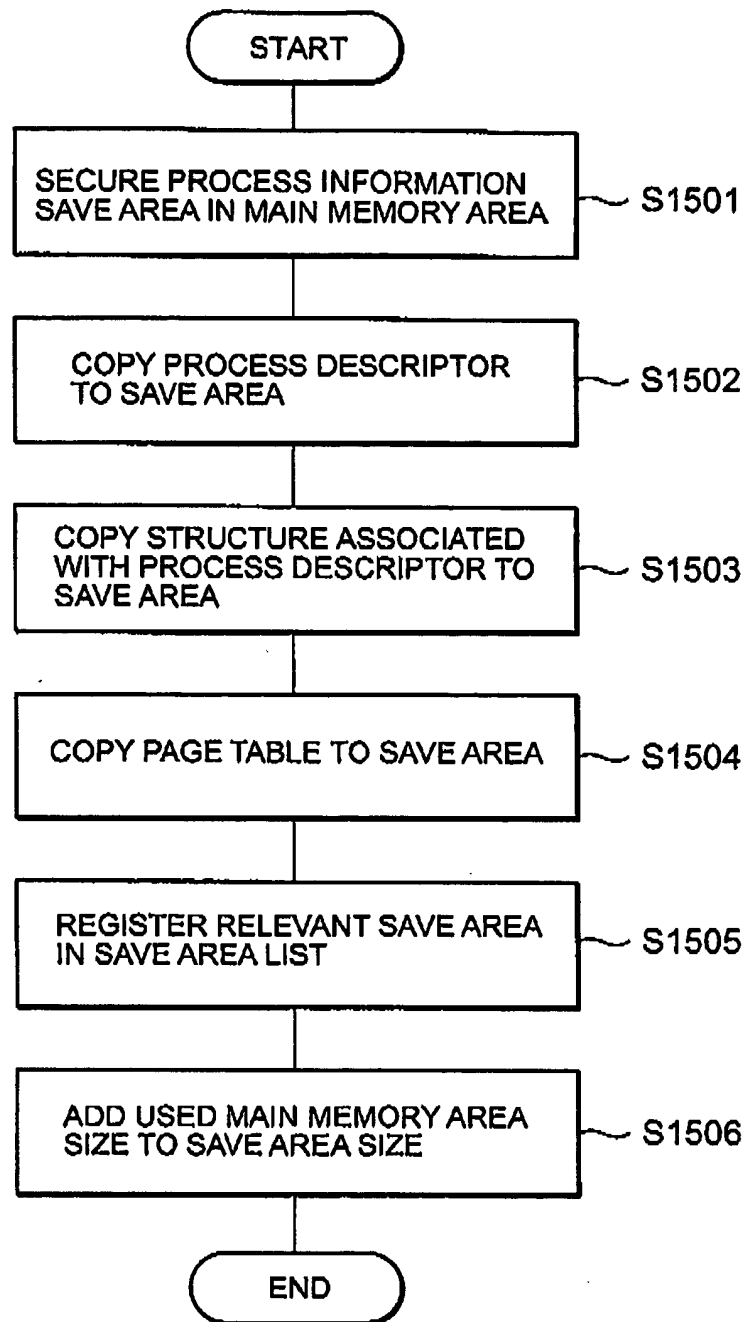 START
SECURE PROCESS INFORMATION
SAVE AREA IN MAIN MEMORY AREA
S1501
COPY PROCESS DESCRIPTOR
TO SAVE AREA
S1502
COPY STRUCTURE ASSOCIATED
WITH PROCESS DESCRIPTOR TO
SAVE AREA
S1503
COPY PAGE TABLE TO SAVE AREA
S1504
REGISTER RELEVANT SAVE AREA
IN SAVE AREA LIST
S1505
ADD USED MAIN MEMORY AREA
SIZE TO SAVE AREA SIZE
S1506
END